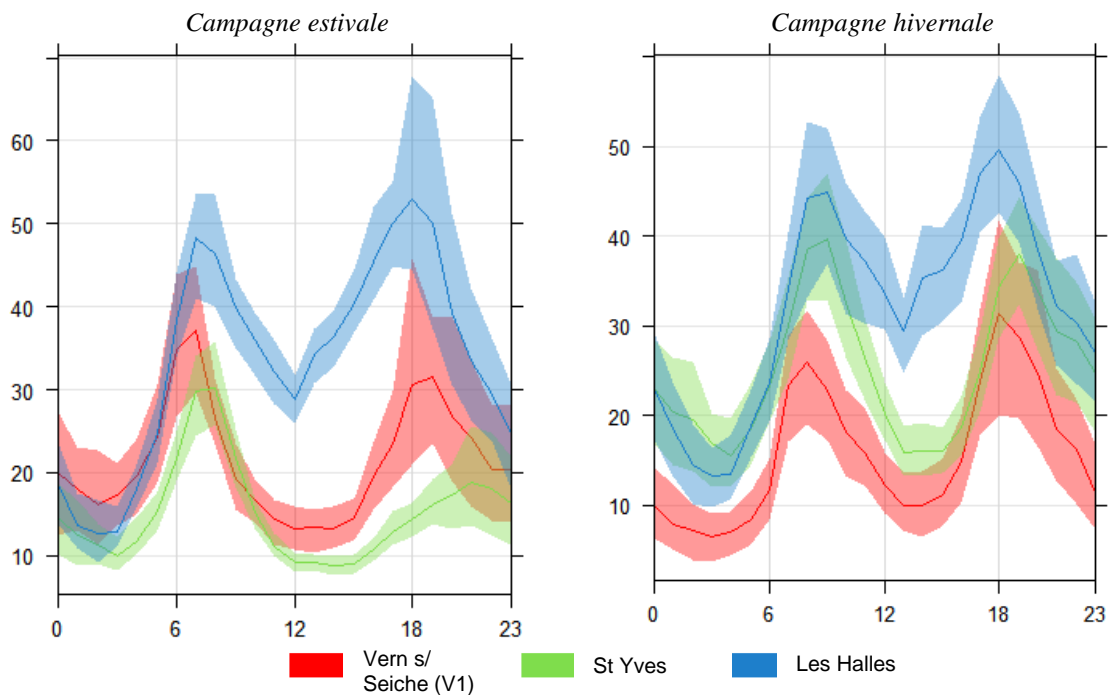 Campagne estivale
Campagne hivernale
60
50
40
30
20
10
0 6 12 18 23
50
40
30
20
10
0 6 12 18 23
Vern s/
Seiche (V1)
St Yves
Les Halles